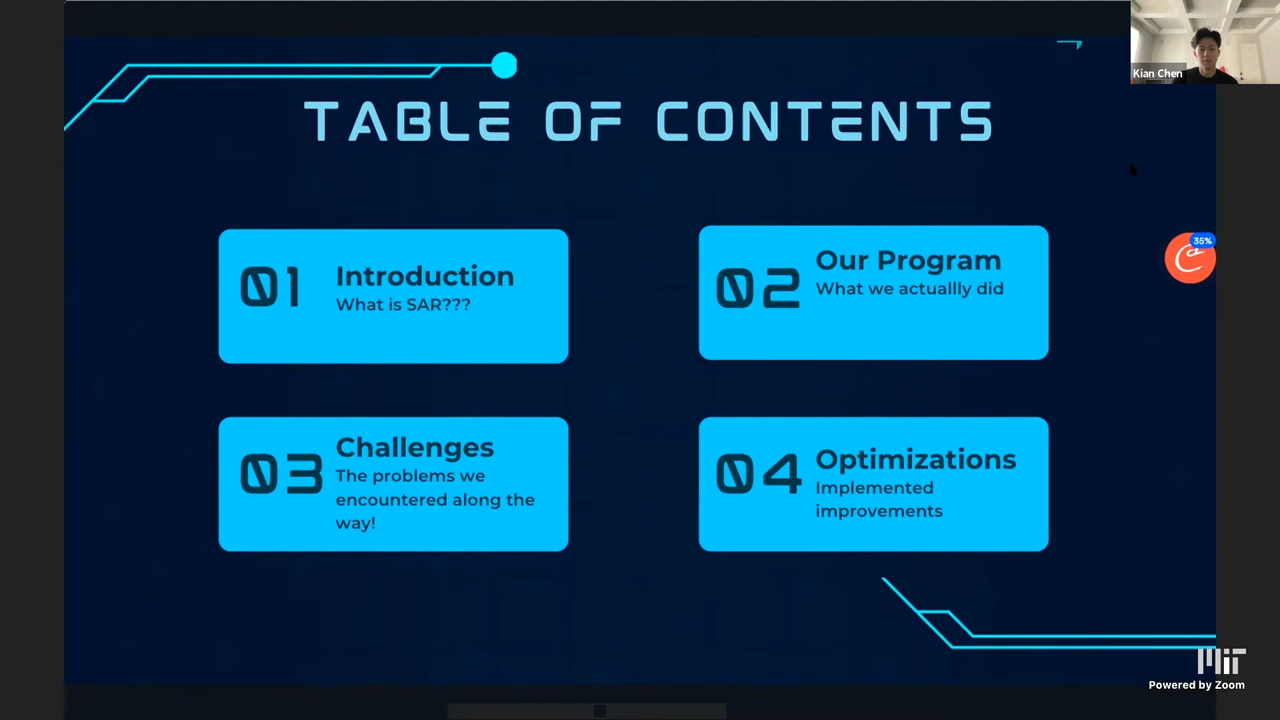 Kian Chen
TABLE OF CONTENTS
35%
01
Introduction
What is SAR???
02
Our Program
What we actuallly did
03
Challenges
The problems we
encountered along the
way!
04
Optimizations
Implemented
improvements
MIT
Powered by Zoom